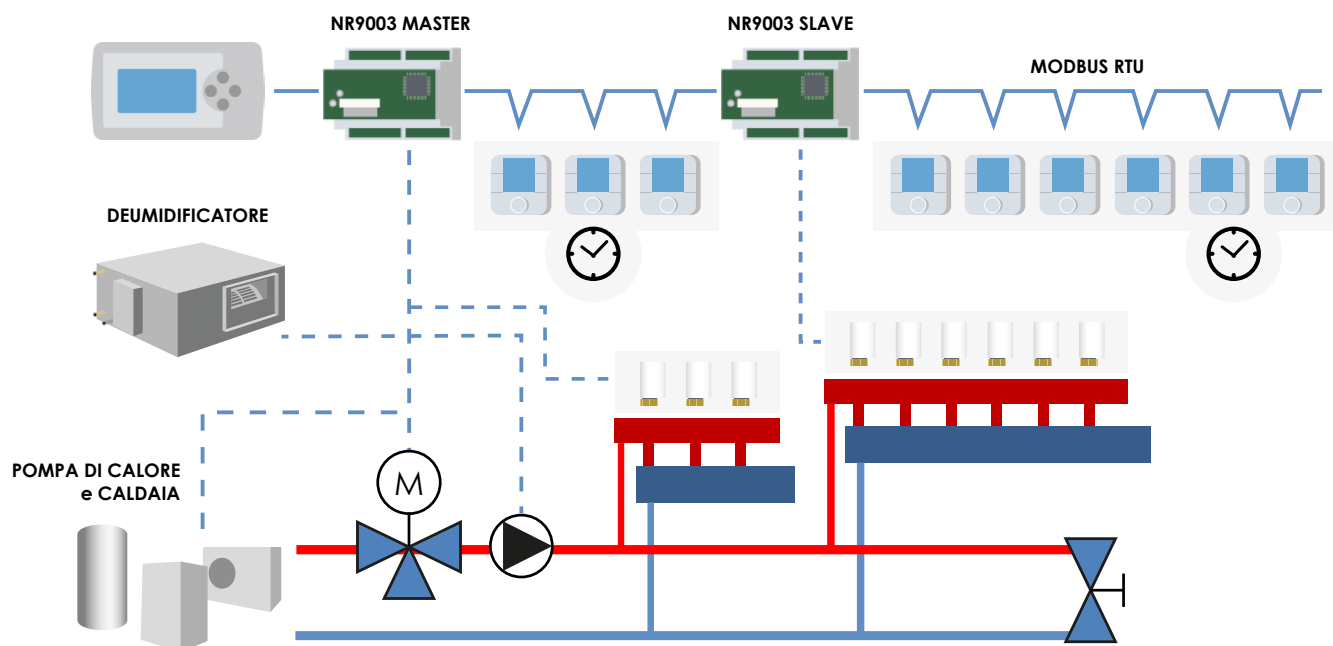 NR9003 MASTER
NR9003 SLAVE
MODBUS RTU
DEUMIDIFICATORE
POMPA DI CALORE
e CALDAIA
M